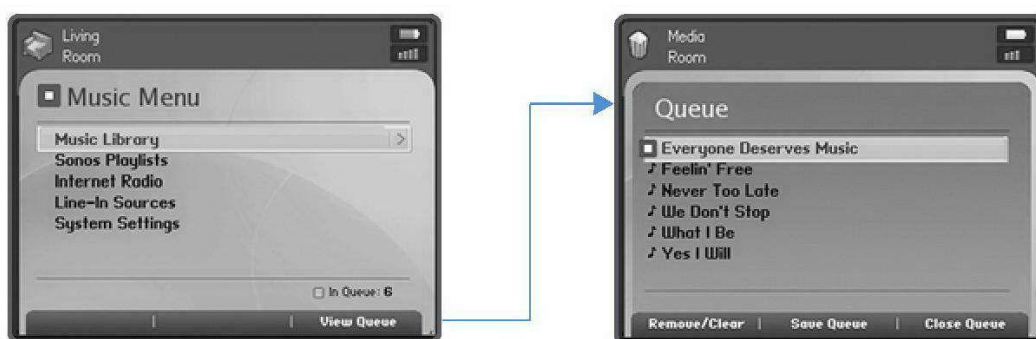 Living
Room
Music Menu
Music Library
Sonos Playlists
Internet Radio
Line-In Sources
System Settings
In Queue: 6
View Queue
Media
Room
Queue
Everyone Deserves Music
Feelin' Free
Never Too Late
We Don't Stop
What I Be
Yes I Will
Remove/Clear | Save Queue | Close Queue